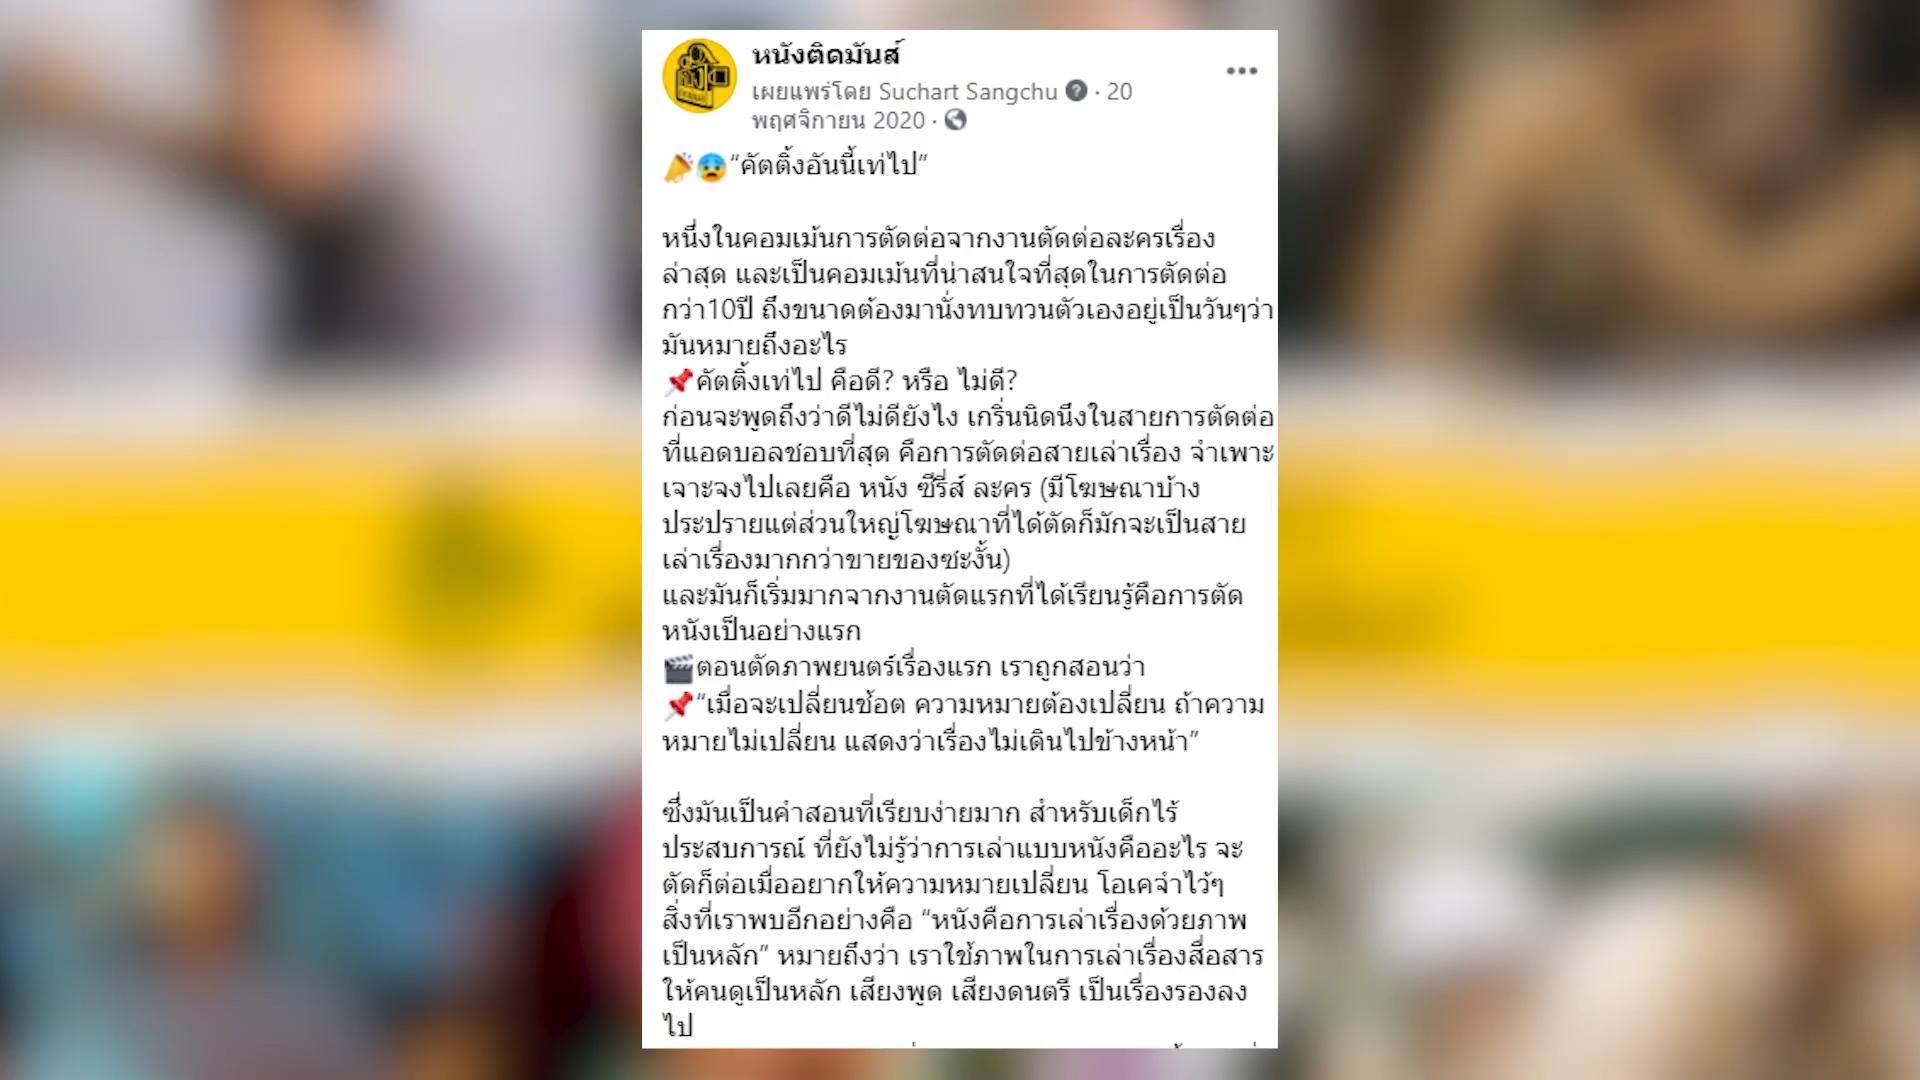 หนังติดมันส์
เผยแพร่โดย Suchart Sangchu · 20
พฤศจิกายน 2020 ·
“คัตติ้งอันนี้เท่ไป”
หนึ่งในคอมเม้นการตัดต่อจากงานตัดต่อละครเรื่อง
ล่าสุด และเป็นคอมเม้นที่น่าสนใจที่สุดในการตัดต่อ
กว่า10ปี ถึงขนาดต้องมานั่งทบทวนตัวเองอยู่เป็นวันๆว่า
มันหมายถึงอะไร
📌คัตติ้งเท่ไป คือดี? หรือ ไม่ดี?
ก่อนจะพูดถึงว่าดีไม่ดียังไง เกริ่นนิดนึงในสายการตัดต่อ
ที่แอดบอลชอบที่สุด คือการตัดต่อสายเล่าเรื่อง จำเพาะ
เจาะจงไปเลยคือ หนัง ซีรี่ส์ ละคร (มีโฆษณาบ้าง
ประปรายแต่ส่วนใหญ่โฆษณาที่ได้ตัดก็มักจะเป็นสาย
เล่าเรื่องมากกว่าขายของซะงั้น)
และมันก็เริ่มมากจากงานตัดแรกที่ได้เรียนรู้คือการตัด
หนังเป็นอย่างแรก
🎬ตอนตัดภาพยนตร์เรื่องแรก เราถูกสอนว่า
📌“เมื่อจะเปลี่ยนช้อต ความหมายต้องเปลี่ยน ถ้าความ
หมายไม่เปลี่ยน แสดงว่าเรื่องไม่เดินไปข้างหน้า”
ซึ่งมันเป็นคำสอนที่เรียบง่ายมาก สำหรับเด็กไร้
ประสบการณ์ ที่ยังไม่รู้ว่าการเล่าแบบหนังคืออะไร จะ
ตัดก็ต่อเมื่ออยากให้ความหมายเปลี่ยน โอเคจำไว้ๆ
สิ่งที่เราพบอีกอย่างคือ “หนังคือการเล่าเรื่องด้วยภาพ
เป็นหลัก” หมายถึงว่า เราใช้ภาพในการเล่าเรื่องสื่อสาร
ให้คนดูเป็นหลัก เสียงพูด เสียงดนตรี เป็นเรื่องรองลง
ไป